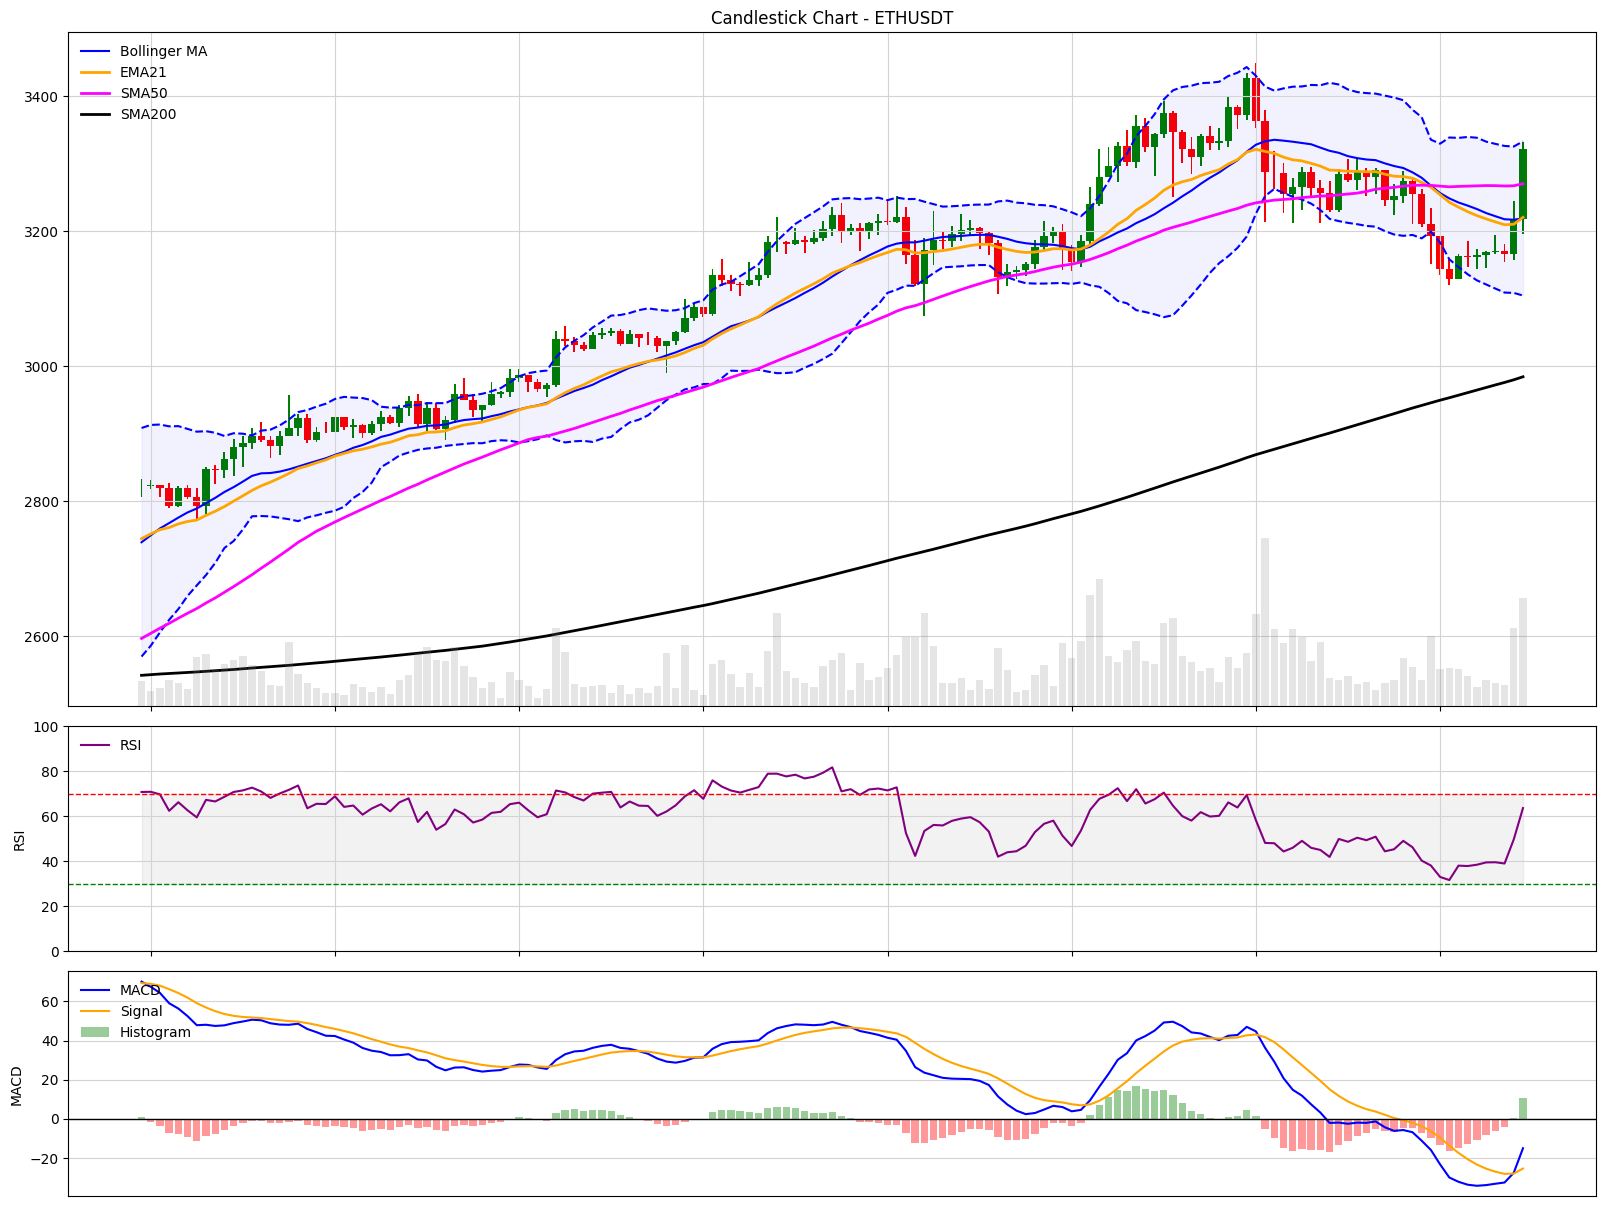 Candlestick Chart - ETHUSDT
Bollinger MA
EMA21
SMA50
SMA200
3400
3200
3000
2800
2600
RSI
100
80
60
40
20
0
RSI
MACD
Signal
Histogram
60
40
20
0
−20
MACD